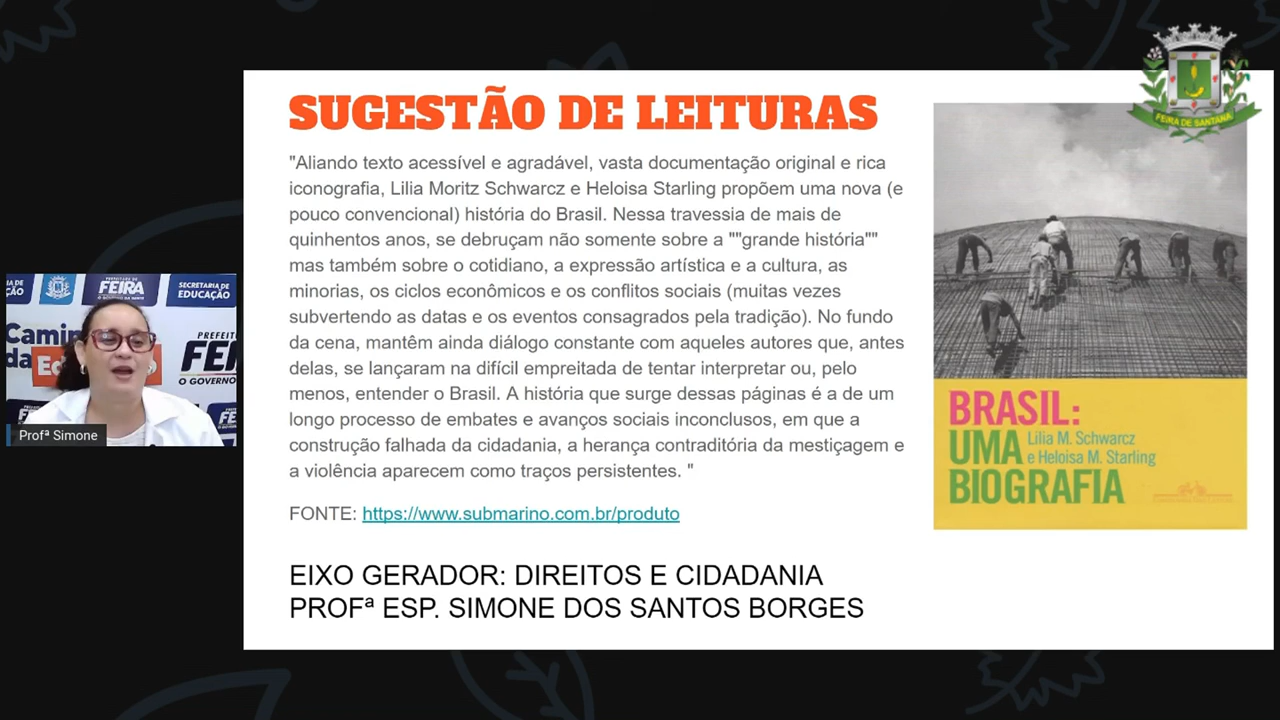 FEIRA DE SANTANA
SUGESTÃO DE LEITURAS
"Aliando texto acessível e agradável, vasta documentação original e rica
iconografia, Lilia Moritz Schwarcz e Heloisa Starling propõem uma nova (e
pouco convencional) história do Brasil. Nessa travessia de mais de
quinhentos anos, se debruçam não somente sobre a ""grande história""
mas também sobre o cotidiano, a expressão artística e a cultura, as
minorias, os ciclos econômicos e os conflitos sociais (muitas vezes
subvertendo as datas e os eventos consagrados pela tradição). No fundo
da cena, mantêm ainda diálogo constante com aqueles autores que, antes
delas, se lançaram na difícil empreitada de tentar interpretar ou, pelo
menos, entender o Brasil. A história que surge dessas páginas é a de um
longo processo de embates e avanços sociais inconclusos, em que a
construção falhada da cidadania, a herança contraditória da mestiçagem e
a violência aparecem como traços persistentes. "
FONTE: https://www.submarino.com.br/produto
EIXO GERADOR: DIREITOS E CIDADANIA
PROFª ESP. SIMONE DOS SANTOS BORGES
BRASIL:
UMA
BIOGRAFIA
Lilia M. Schwarcz
e Heloisa M. Starling
FEIRA
SECRETARIA DE
EDUCAÇÃO
Camin
da
Ed
PREFEIT
FEI
O GOVERNO
Profª Simone